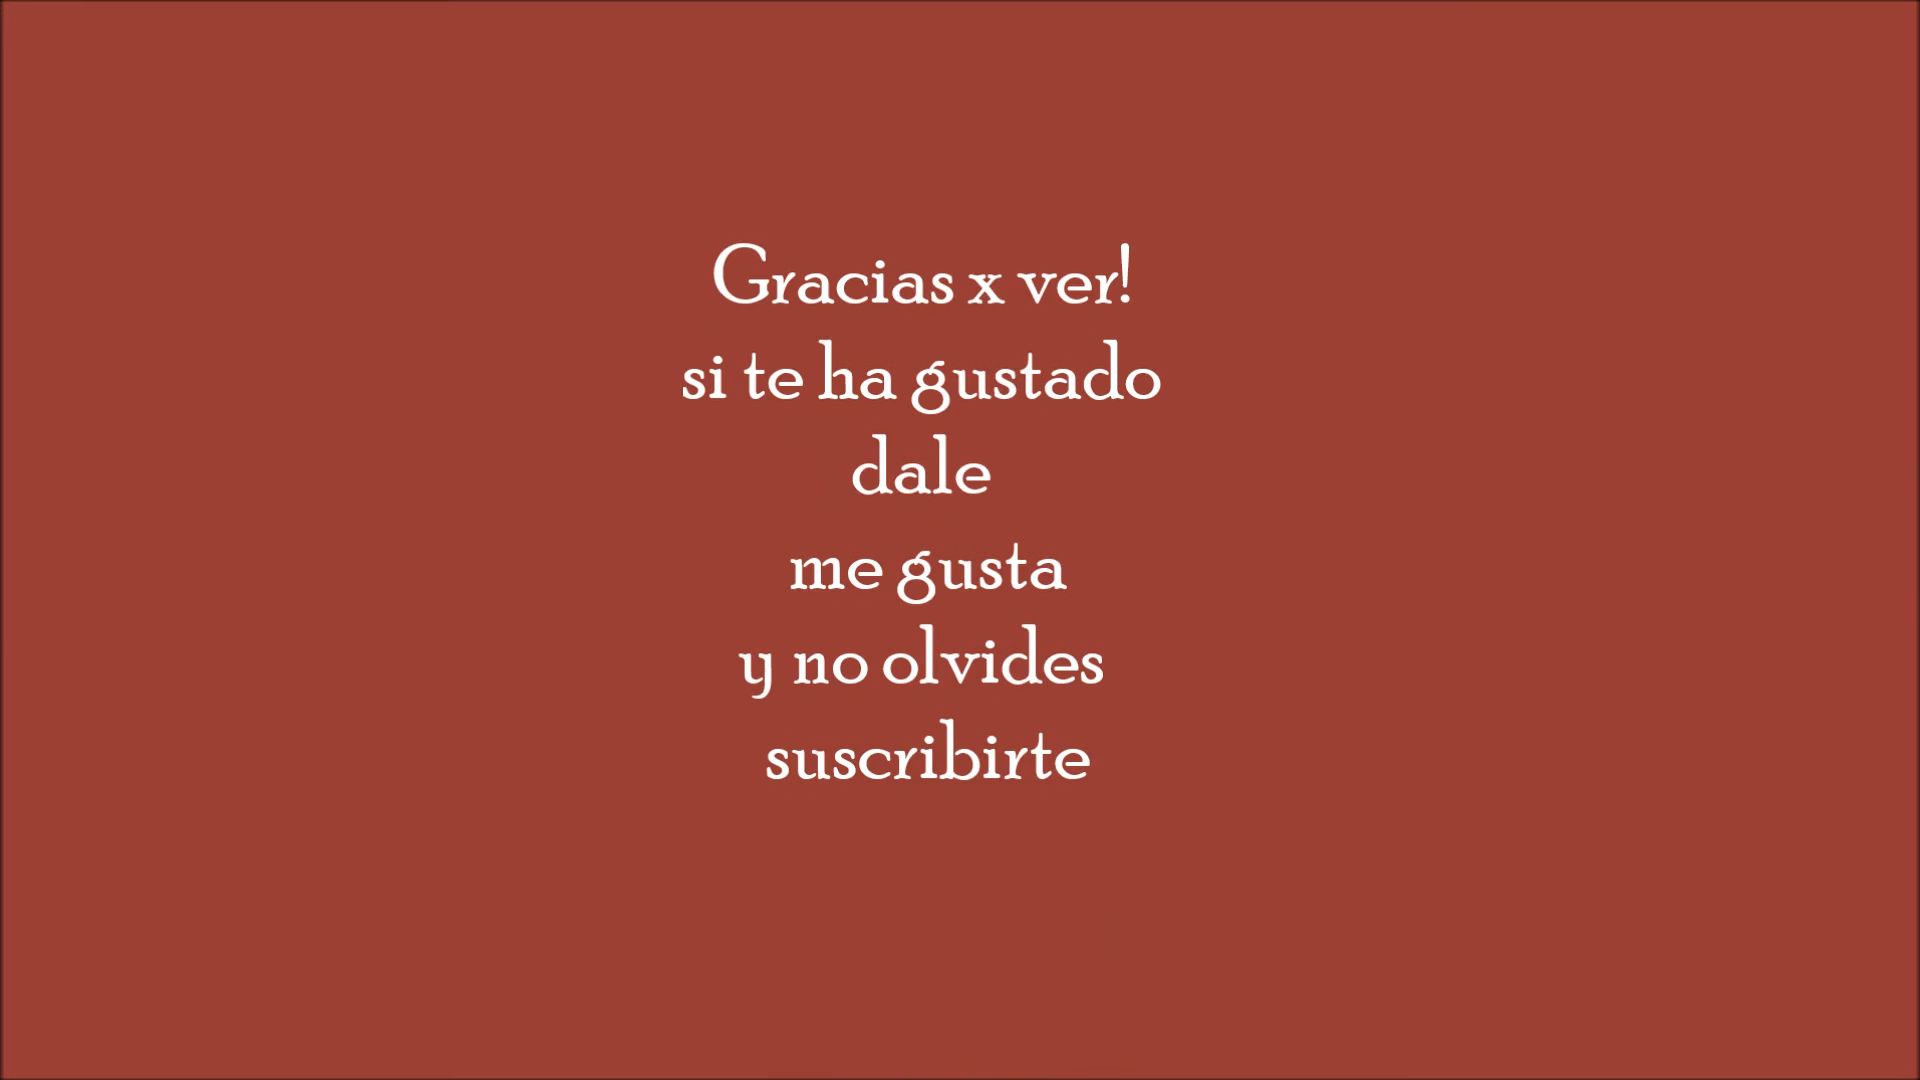 Gracias x ver!
si te ha gustado
dale
me gusta
y no olvides
suscribirte